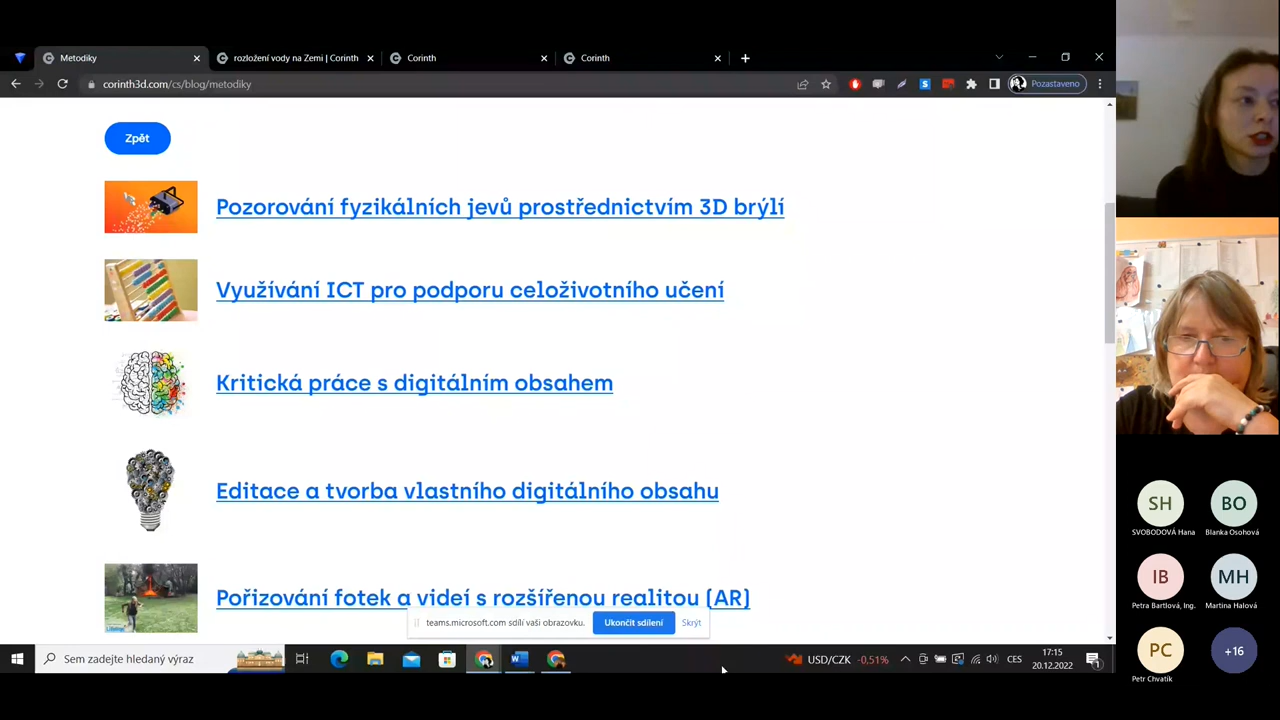 Metodiky
rozložení vody na Zemi | Corinth
Corinth
Corinth
corinth3d.com/cs/blog/metodiky
Pozastaveno
Zpět
Pozorování fyzikálních jevů prostřednictvím 3D brýlí
Využívání ICT pro podporu celoživotního učení
Kritická práce s digitálním obsahem
Editace a tvorba vlastního digitálního obsahu
Pořizování fotek a videí s rozšířenou realitou (AR)
teams.microsoft.com sdílí vaši obrazovku.
Ukončit sdílení
Skrýt
Sem zadejte hledaný výraz
USD/CZK -0,51%
CES
17:15
20.12.2022
1
SH
BO
SVOBODOVÁ Hana
Blanka Osohová
IB
MH
Petra Bartlová, Ing.
Martina Halová
PC
+16
Petr Chvatík